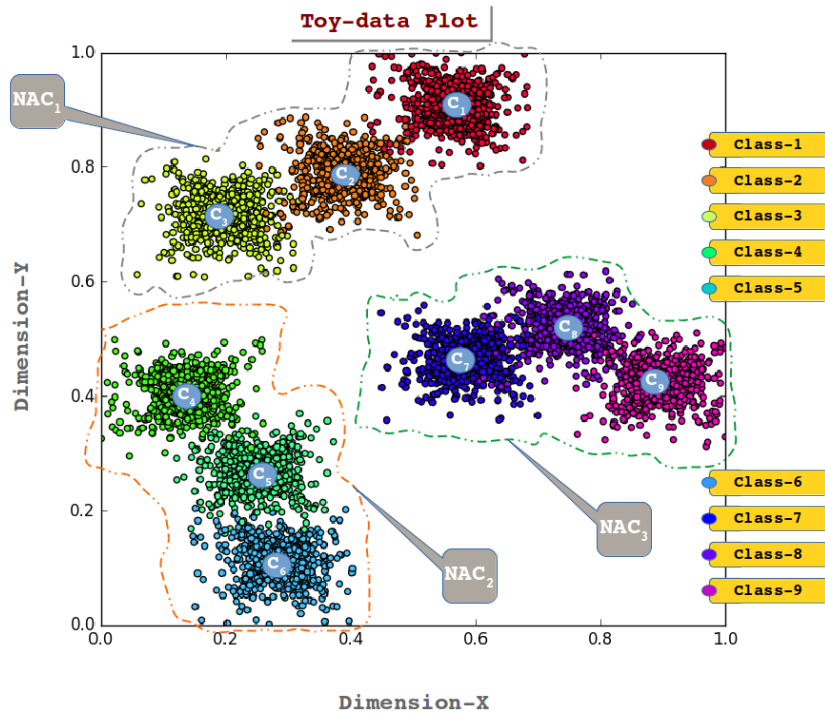 Toy-data Plot
1.0
NAC1
C1
Class-1
0.8
C2
Class-2
C3
Class-3
Class-4
0.6
Class-5
Dimension-Y
C8
C7
C9
0.4
C4
C5
Class-6
0.2
NAC3
Class-7
NAC2
C6
Class-8
Class-9
0.0
0.0 0.2 0.4 0.6 0.8 1.0
Dimension-X